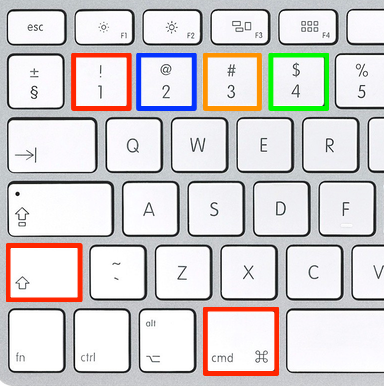 esc F1 F2 F3 F4
± ! @ # $ %
§ 1 2 3 4 5
Q W E R
A S D F
~ Z X C V
`
alt
fn ctrl cmd ⌘